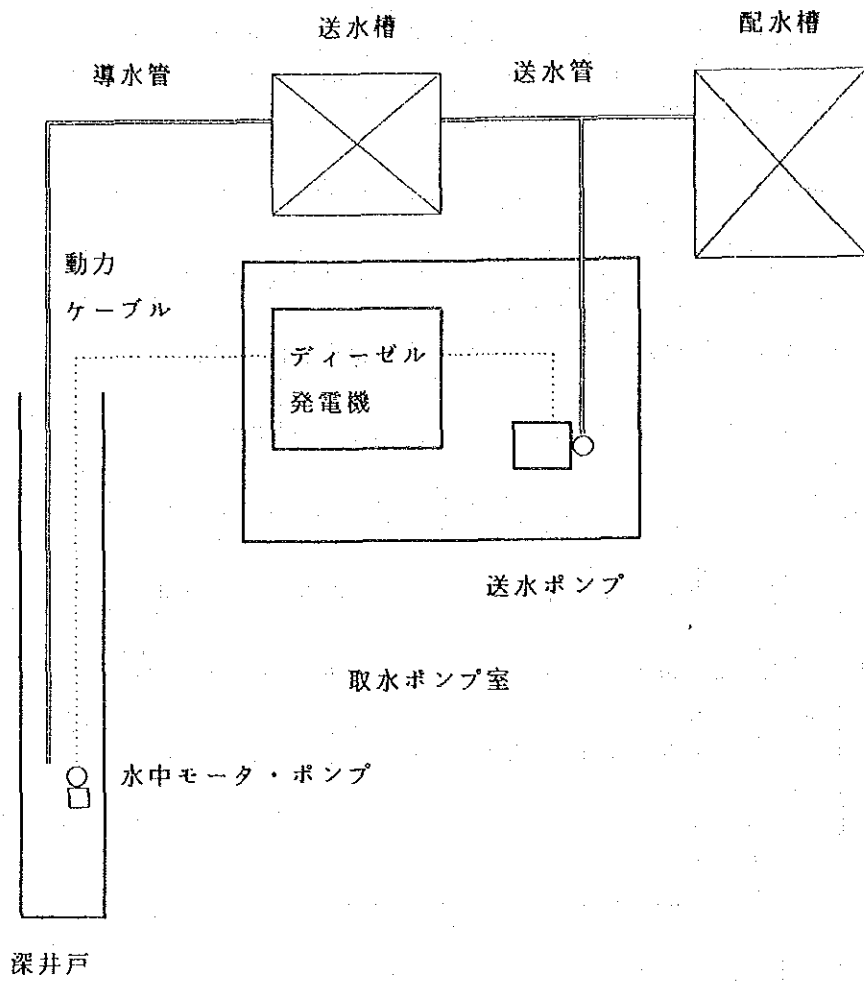 送水槽
配水槽
導水管
送水管
動力
ケーブル
ディーゼル
発電機
送水ポンプ
取水ポンプ室
水中モータ・ポンプ
深井戸